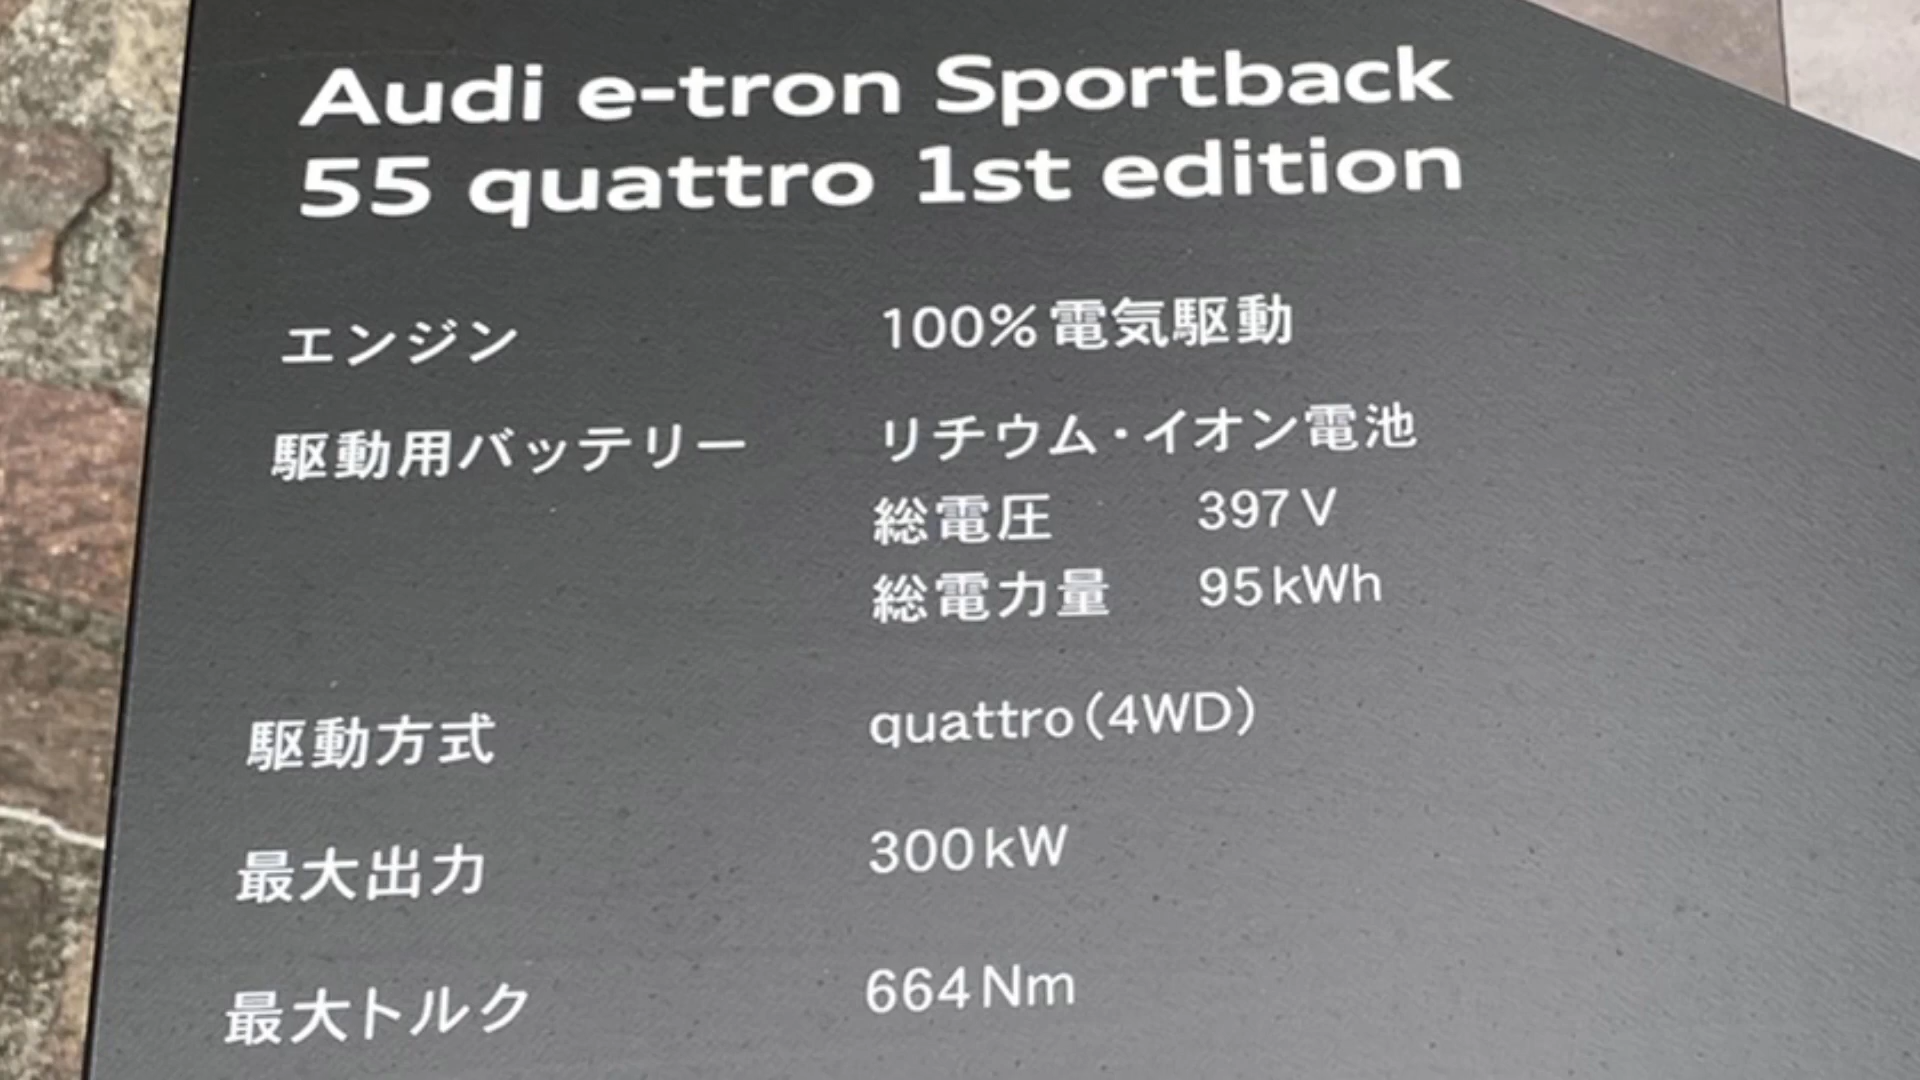 Audi e-tron Sportback
55 quattro 1st edition
エンジン 100%電気駆動
駆動用バッテリー リチウム・イオン電池
総電圧 397V
総電力量 95kWh
駆動方式 quattro(4WD)
最大出力 300kW
最大トルク 664Nm